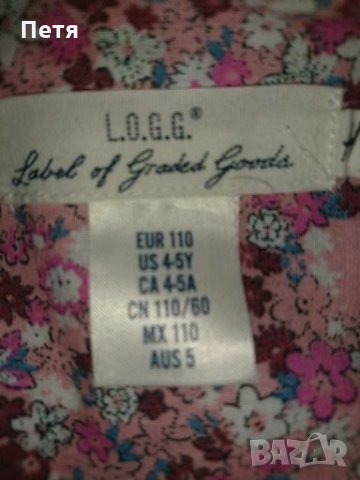 Петя
L.O.G.G.®
Label of Graded Goods
EUR 110
US 4-5Y
CA 4-5A
CN 110/60
MX 110
AUS 5
BAZAR